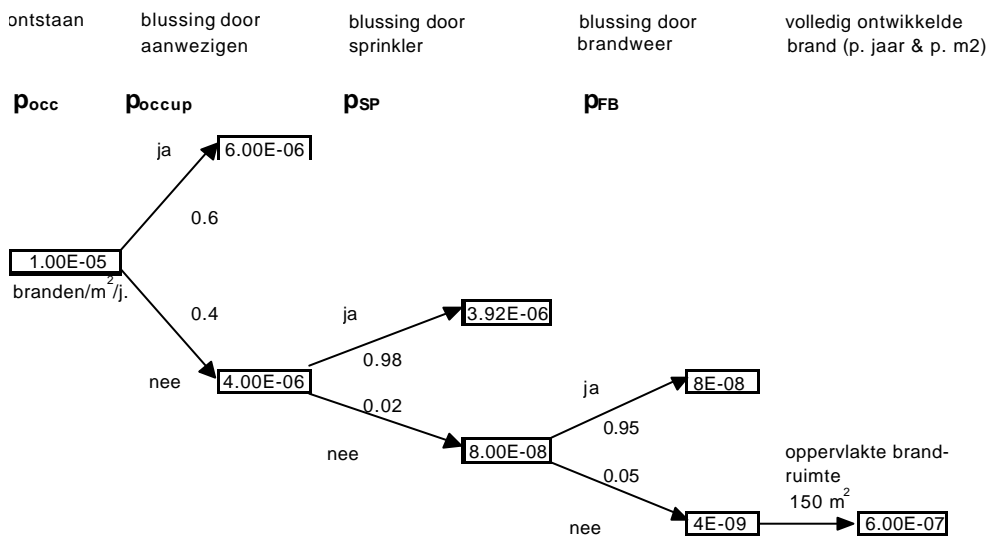 ontstaan
blussing door
aanwezigen
blussing door
sprinkler
blussing door
brandweer
volledig ontwikkelde
brand (p. jaar & p. m2)
pocc
poccup
pSP
pFB
ja
6.00E-06
0.6
1.00E-05
branden/m²/j.
0.4
nee
4.00E-06
ja
3.92E-06
0.98
0.02
nee
8.00E-08
ja
8E-08
0.95
0.05
nee
4E-09
oppervlakte brand-
ruimte
150 m²
6.00E-07